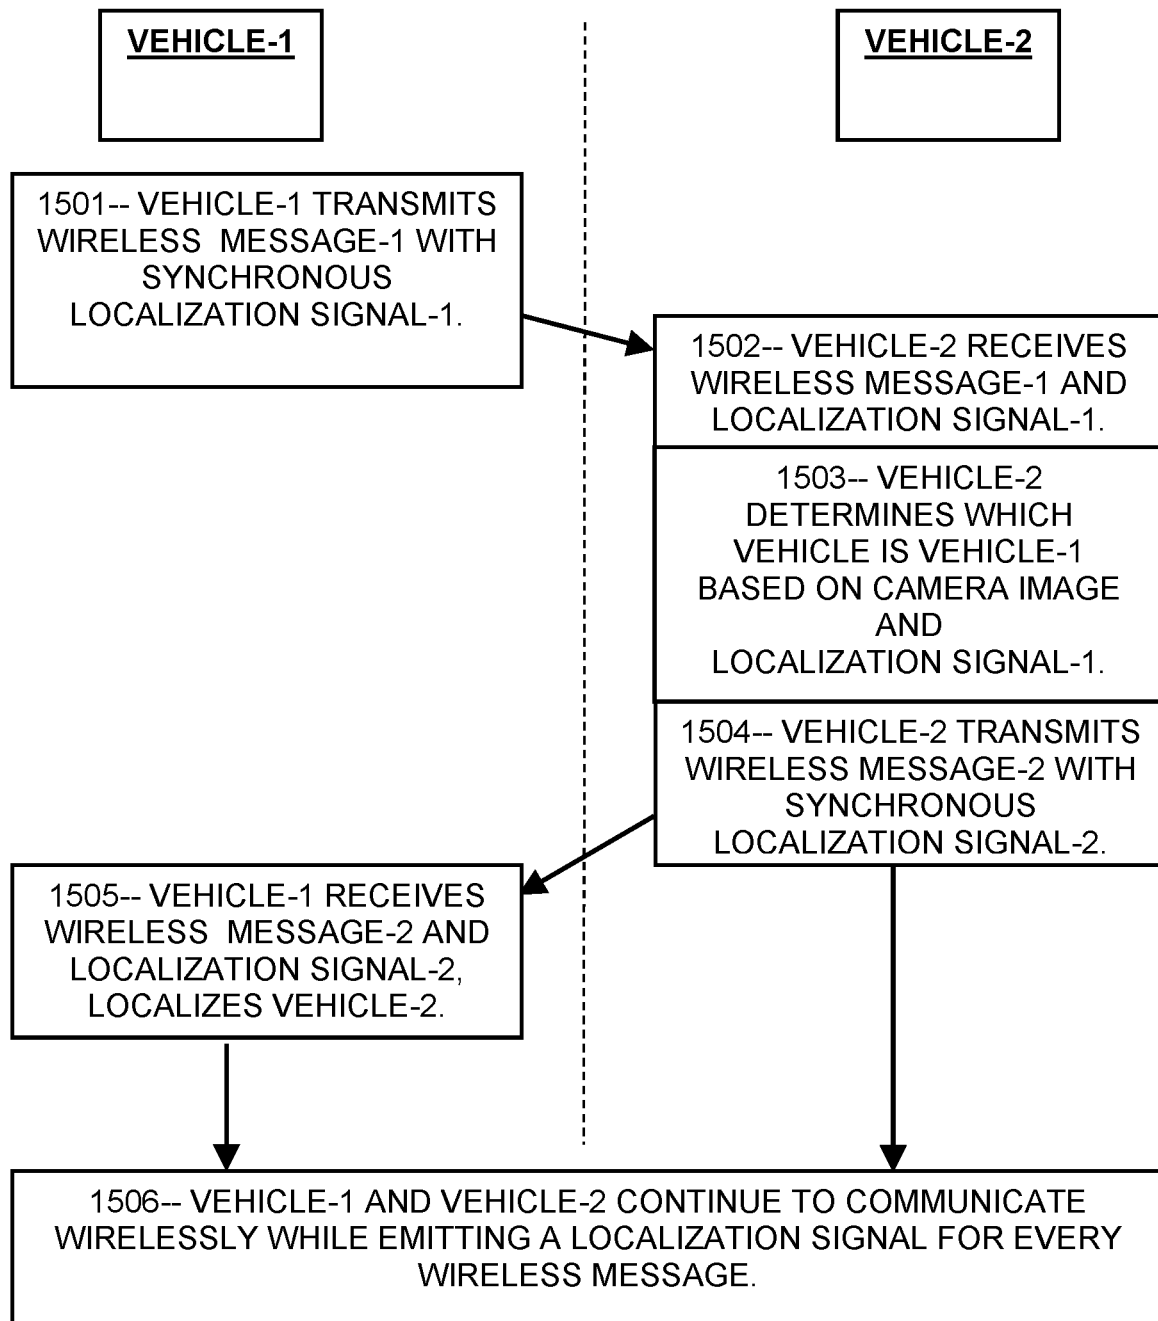 VEHICLE-1
VEHICLE-2
1501-- VEHICLE-1 TRANSMITS
WIRELESS  MESSAGE-1 WITH
SYNCHRONOUS
LOCALIZATION SIGNAL-1.
1502-- VEHICLE-2 RECEIVES
WIRELESS MESSAGE-1 AND
LOCALIZATION SIGNAL-1.
1503-- VEHICLE-2
DETERMINES WHICH
VEHICLE IS VEHICLE-1
BASED ON CAMERA IMAGE
AND
LOCALIZATION SIGNAL-1.
1504-- VEHICLE-2 TRANSMITS
WIRELESS MESSAGE-2 WITH
SYNCHRONOUS
LOCALIZATION SIGNAL-2.
1505-- VEHICLE-1 RECEIVES
WIRELESS  MESSAGE-2 AND
LOCALIZATION SIGNAL-2,
LOCALIZES VEHICLE-2.
1506-- VEHICLE-1 AND VEHICLE-2 CONTINUE TO COMMUNICATE
WIRELESSLY WHILE EMITTING A LOCALIZATION SIGNAL FOR EVERY
WIRELESS MESSAGE.